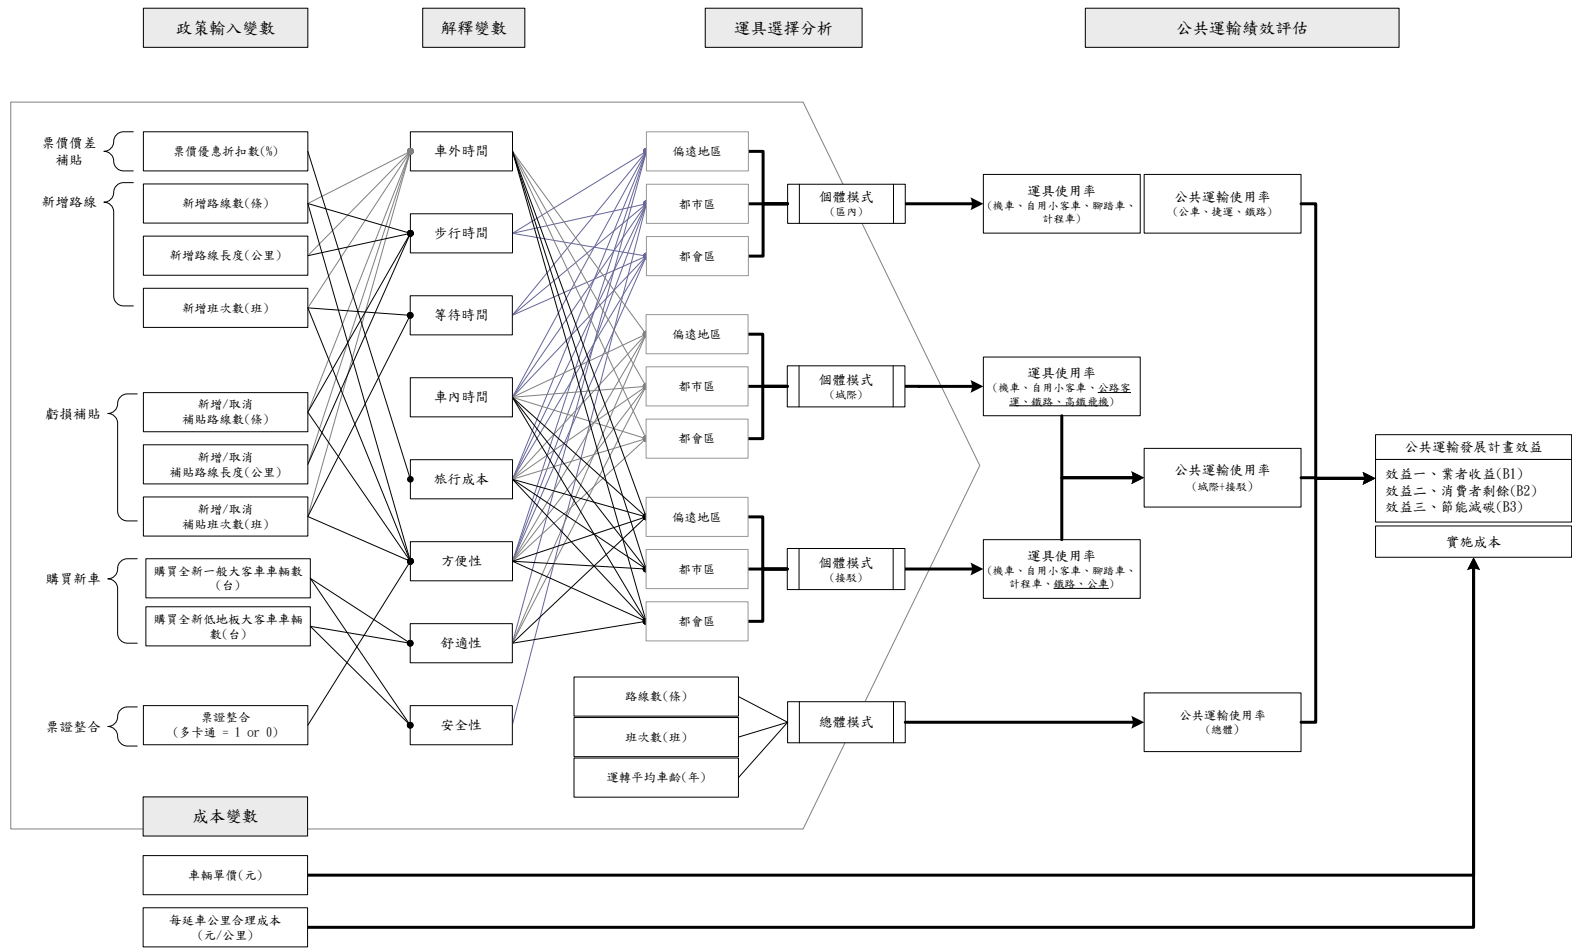 政策輸入變數
解釋變數
運具選擇分析
公共運輸績效評估
票價價差
補貼
票價優惠折扣數(%)
新增路線
新增路線數(條)
新增路線長度(公里)
新增班次數(班)
虧損補貼
新增/取消
補貼路線數(條)
新增/取消
補貼路線長度(公里)
新增/取消
補貼班次數(班)
購買新車
購買全新一般大客車車輛數
(台)
購買全新低地板大客車車輛
數(台)
票證整合
票證整合
(多卡通 = 1 or 0)
成本變數
車輛單價(元)
每延車公里合理成本
(元/公里)
車外時間
步行時間
等待時間
車內時間
旅行成本
方便性
舒適性
安全性
偏遠地區
都市區
都會區
偏遠地區
都市區
都會區
偏遠地區
都市區
都會區
路線數(條)
班次數(班)
運轉平均車齡(年)
個體模式
(區內)
個體模式
(城際)
個體模式
(接駁)
總體模式
運具使用率
(機車、自用小客車、腳踏車、
計程車)
公共運輸使用率
(公車、捷運、鐵路)
運具使用率
(機車、自用小客車、公路客
運、鐵路、高鐵飛機)
公共運輸使用率
(城際+接駁)
運具使用率
(機車、自用小客車、腳踏車、
計程車、鐵路、公車)
公共運輸使用率
(總體)
公共運輸發展計畫效益
效益一、業者收益(B1)
效益二、消費者剩餘(B2)
效益三、節能減碳(B3)
實施成本